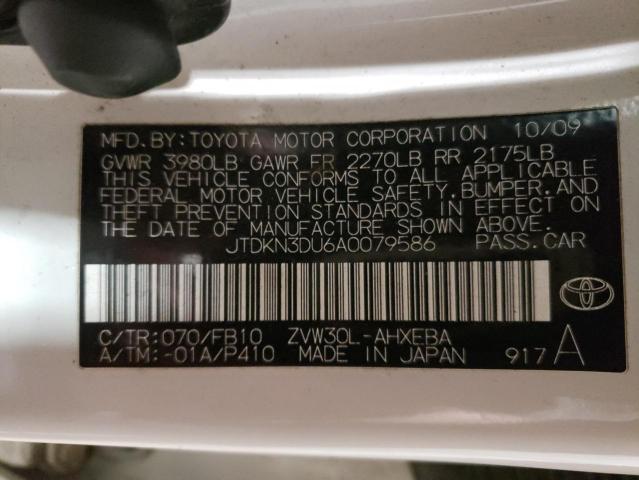 MFD.BY:TOYOTA MOTOR CORPORATION 10/09
GVWR 3980LB GAWR FR 2270LB RR 2175LB
THIS VEHICLE CONFORMS TO ALL APPLICABLE
FEDERAL MOTOR VEHICLE SAFETY,BUMPER,AND
THEFT PREVENTION STANDARDS IN EFFECT ON
THE DATE OF MANUFACTURE SHOWN ABOVE.
JTDKN3DU6A0079586 PASS.CAR
C/TR:070/FB10 ZVW30L-AHXEBA
A/TM:-01A/P410 MADE IN JAPAN 917 A